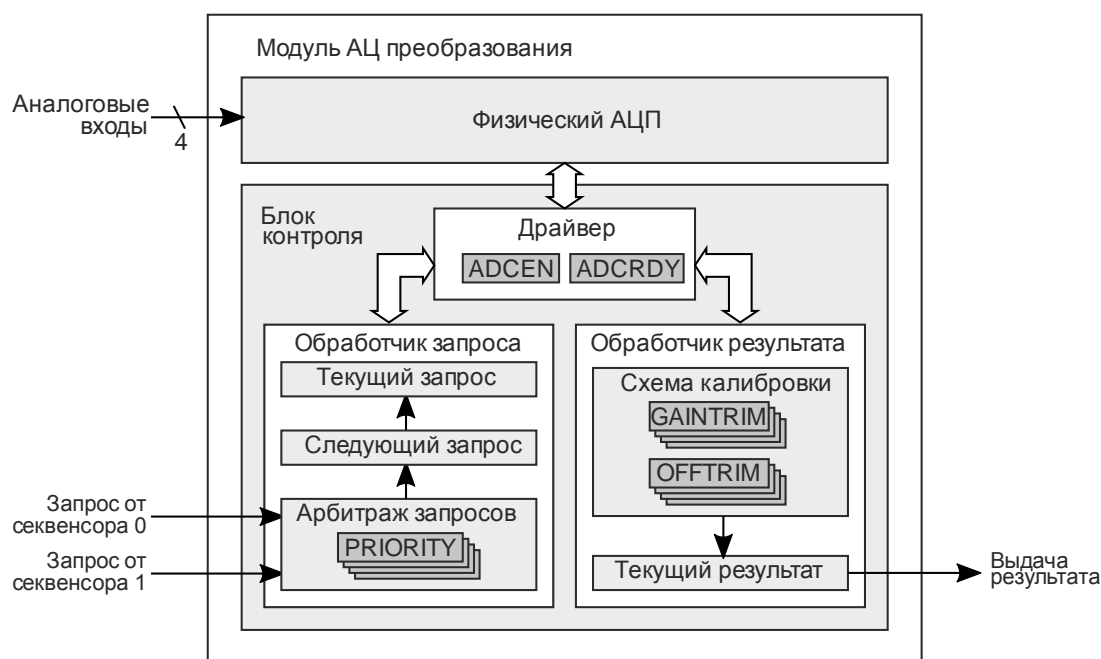 Модуль АЦ преобразования
Аналоговые
входы
4
Физический АЦП
Блок
контроля
Драйвер
ADCEN
ADCRDY
Обработчик запроса
Текущий запрос
Следующий запрос
Запрос от
секвенсора 0
Запрос от
секвенсора 1
Арбитраж запросов
PRIORITY
Обработчик результата
Схема калибровки
GAINTRIM
OFFTRIM
Текущий результат
Выдача
результата